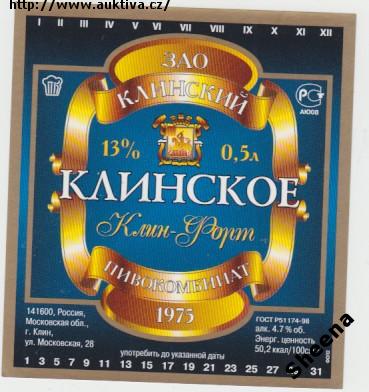 http://www.auktiva.cz/
I II III IV V VI VII VIII IX X XI XII
ЗАО
КЛИНСКИЙ
РС
АЮ08
13% 0,5л
КЛИНСКОЕ
Клин-Форт
ПИВОКОМБИНАТ
1975
141600, Россия,
Московская обл.,
г. Клин,
ул. Московская, 28
ГОСТ Р51174-98
алк. 4.7% об.
Энерг. ценность
50,2 ккал/100
употребить до указанной даты
1 3 5 7 9 11 13 15 17 19 21 23 25 27 31
Sheena